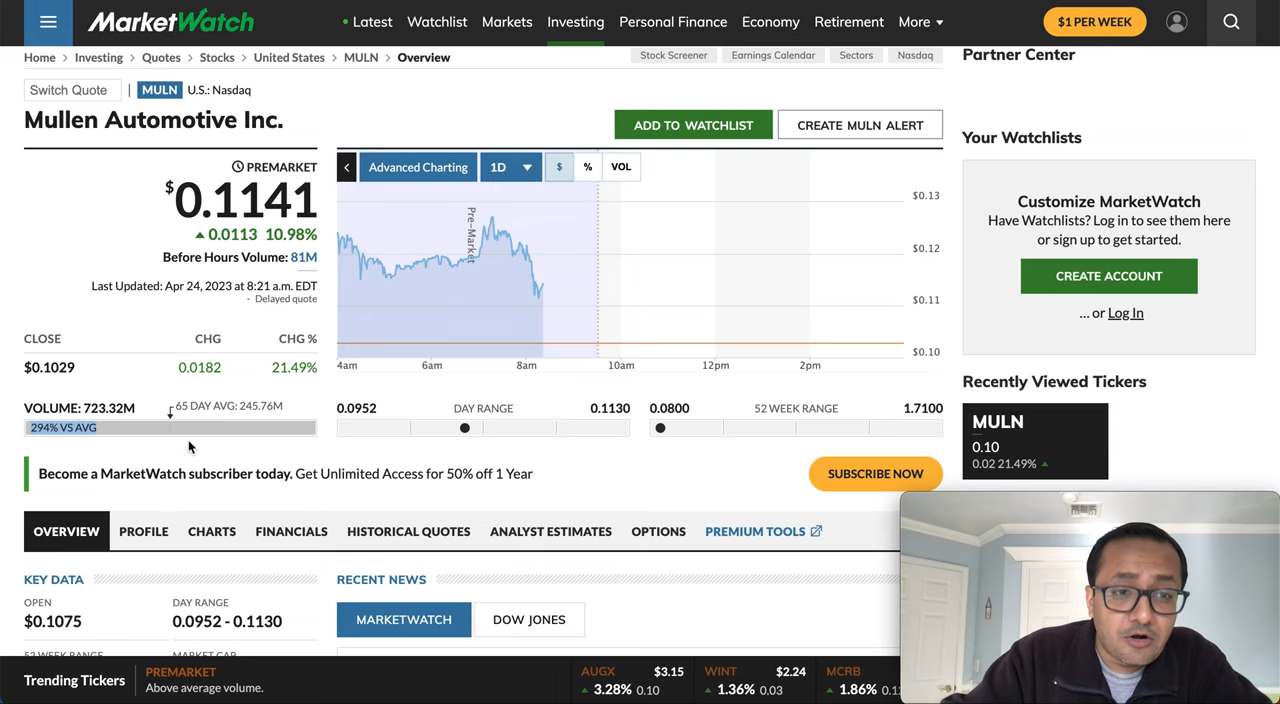 MarketWatch
Latest Watchlist Markets Investing Personal Finance Economy Retirement More
$1 PER WEEK
Home > Investing > Quotes > Stocks > United States > MULN > Overview
Stock Screener Earnings Calendar Sectors Nasdaq
Partner Center
Switch Quote | MULN U.S.: Nasdaq
Mullen Automotive Inc.
ADD TO WATCHLIST
CREATE MULN ALERT
Your Watchlists
Customize MarketWatch
Have Watchlists? Log in to see them here
or sign up to get started.
CREATE ACCOUNT
... or Log In
PREMARKET
$0.1141
0.0113 10.98%
Before Hours Volume: 81M
Last Updated: Apr 24, 2023 at 8:21 a.m. EDT
- Delayed quote
CLOSE CHG CHG %
$0.1029 0.0182 21.49%
Advanced Charting 1D $ % VOL
Pre-Market
$0.13
$0.12
$0.11
$0.10
4am 6am 8am 10am 12pm 2pm
VOLUME: 723.32M 65 DAY AVG: 245.76M
294% VS AVG
0.0952 DAY RANGE 0.1130
0.0800 52 WEEK RANGE 1.7100
Recently Viewed Tickers
MULN
0.10
0.02 21.49%
Become a MarketWatch subscriber today. Get Unlimited Access for 50% off 1 Year
SUBSCRIBE NOW
OVERVIEW PROFILE CHARTS FINANCIALS HISTORICAL QUOTES ANALYST ESTIMATES OPTIONS PREMIUM TOOLS
KEY DATA
OPEN DAY RANGE
$0.1075 0.0952 - 0.1130
52 WEEK RANGE MARKET CAP
RECENT NEWS
MARKETWATCH DOW JONES
Trending Tickers
PREMARKET
Above average volume.
AUGX $3.15
3.28% 0.10
WINT $2.24
1.36% 0.03
MCRB
1.86%